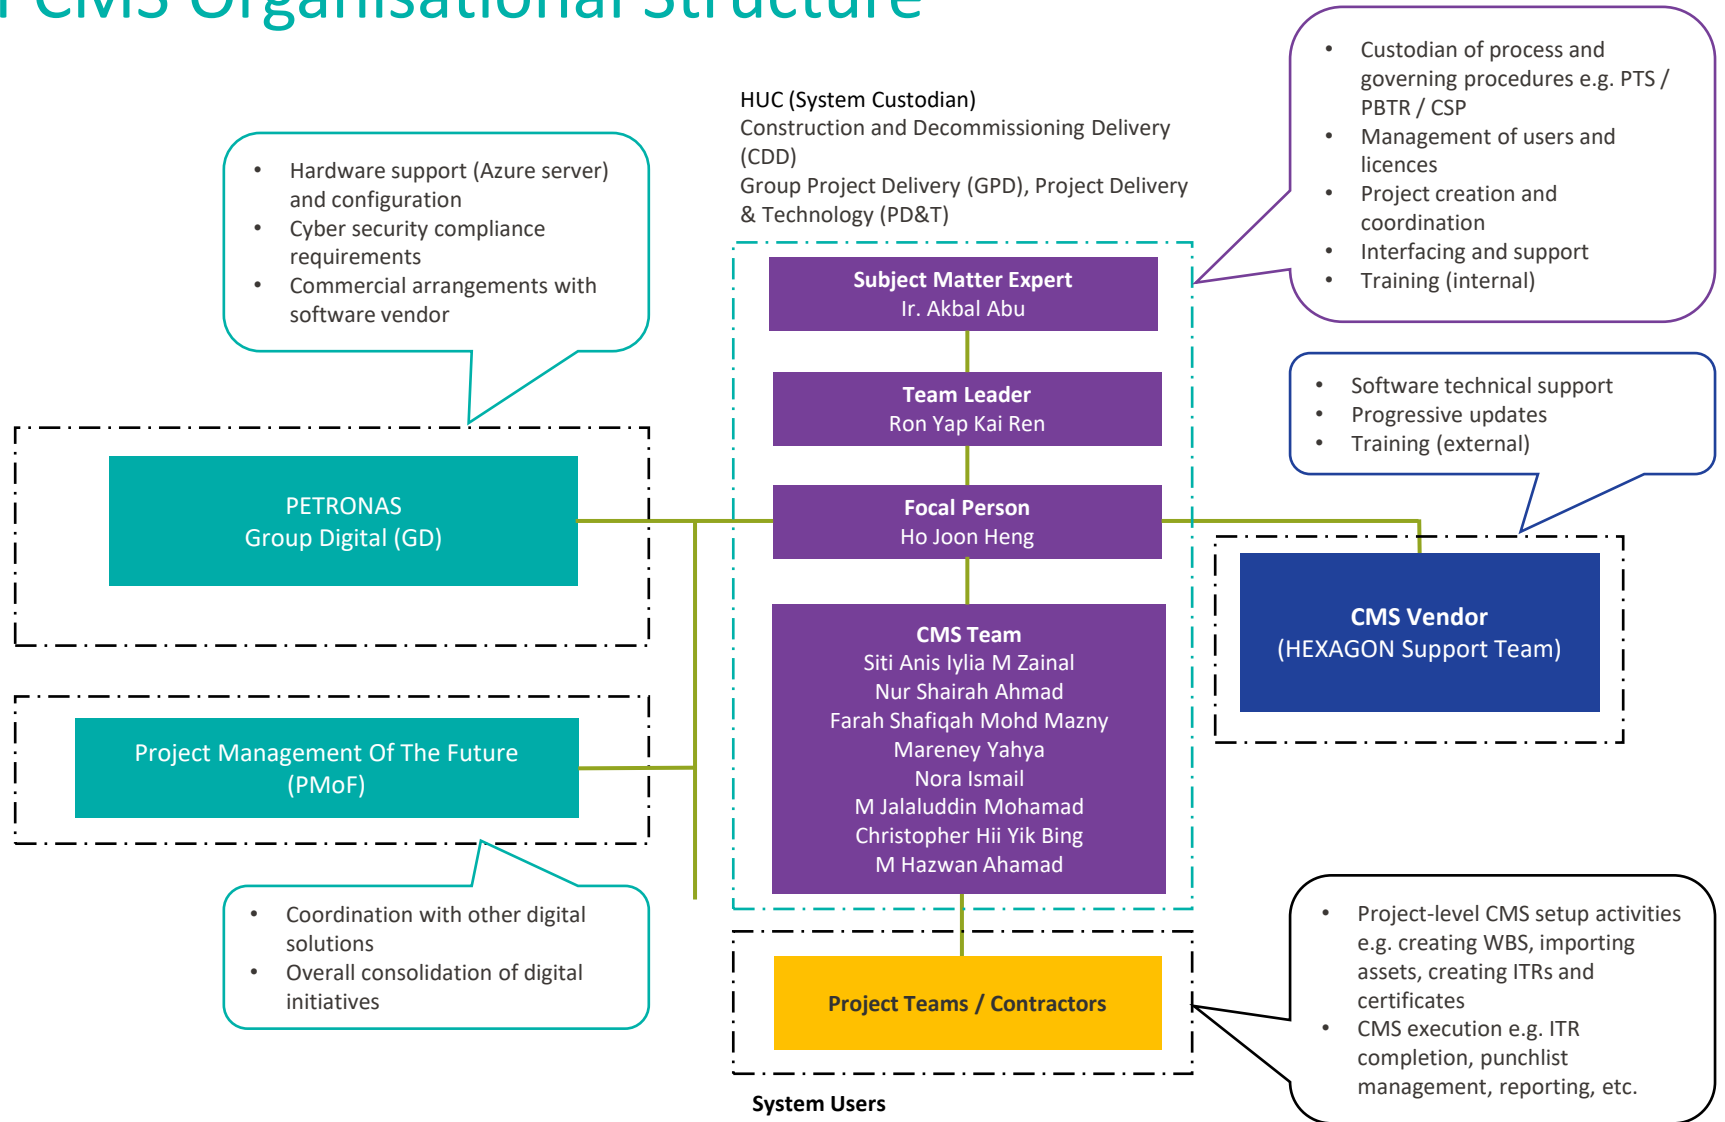 CMS Organisational Structure
HUC (System Custodian)
Construction and Decommissioning Delivery
(CDD)
Group Project Delivery (GPD), Project Delivery
& Technology (PD&T)
• Custodian of process and
governing procedures e.g. PTS /
PBTR / CSP
• Management of users and
licences
• Project creation and
coordination
• Interfacing and support
• Training (internal)
• Hardware support (Azure server)
and configuration
• Cyber security compliance
requirements
• Commercial arrangements with
software vendor
Subject Matter Expert
Ir. Akbal Abu
Team Leader
Ron Yap Kai Ren
• Software technical support
• Progressive updates
• Training (external)
PETRONAS
Group Digital (GD)
Focal Person
Ho Joon Heng
CMS Vendor
(HEXAGON Support Team)
CMS Team
Siti Anis Iylia M Zainal
Nur Shairah Ahmad
Farah Shafiqah Mohd Mazny
Mareney Yahya
Nora Ismail
M Jalaluddin Mohamad
Christopher Hii Yik Bing
M Hazwan Ahamad
Project Management Of The Future
(PMoF)
• Coordination with other digital
solutions
• Overall consolidation of digital
initiatives
Project Teams / Contractors
• Project-level CMS setup activities
e.g. creating WBS, importing
assets, creating ITRs and
certificates
• CMS execution e.g. ITR
completion, punchlist
management, reporting, etc.
System Users